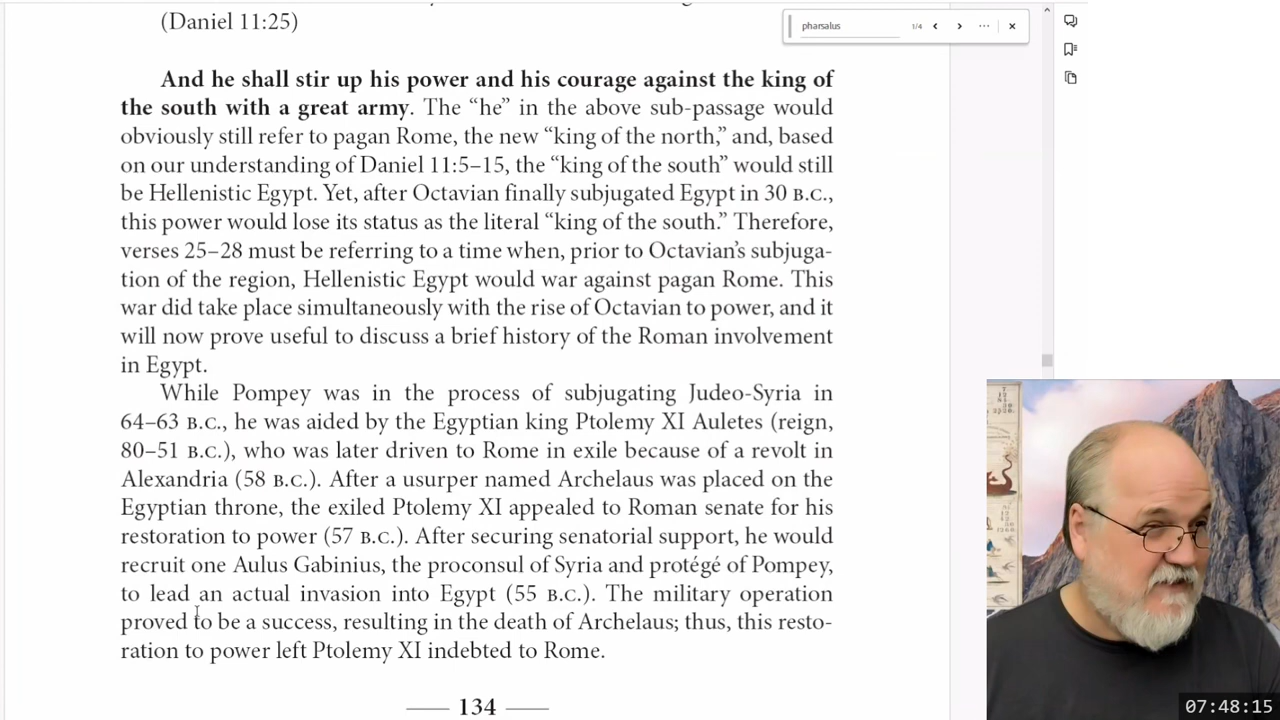 (Daniel 11:25)
pharsalus
1/4
And he shall stir up his power and his courage against the king of
the south with a great army. The “he” in the above sub-passage would
obviously still refer to pagan Rome, the new “king of the north,” and, based
on our understanding of Daniel 11:5–15, the “king of the south” would still
be Hellenistic Egypt. Yet, after Octavian finally subjugated Egypt in 30 B.C.,
this power would lose its status as the literal “king of the south.” Therefore,
verses 25–28 must be referring to a time when, prior to Octavian’s subjuga-
tion of the region, Hellenistic Egypt would war against pagan Rome. This
war did take place simultaneously with the rise of Octavian to power, and it
will now prove useful to discuss a brief history of the Roman involvement
in Egypt.
While Pompey was in the process of subjugating Judeo-Syria in
64–63 B.C., he was aided by the Egyptian king Ptolemy XI Auletes (reign,
80–51 B.C.), who was later driven to Rome in exile because of a revolt in
Alexandria (58 B.C.). After a usurper named Archelaus was placed on the
Egyptian throne, the exiled Ptolemy XI appealed to Roman senate for his
restoration to power (57 B.C.). After securing senatorial support, he would
recruit one Aulus Gabinius, the proconsul of Syria and protégé of Pompey,
to lead an actual invasion into Egypt (55 B.C.). The military operation
proved to be a success, resulting in the death of Archelaus; thus, this resto-
ration to power left Ptolemy XI indebted to Rome.
134
07:48:15